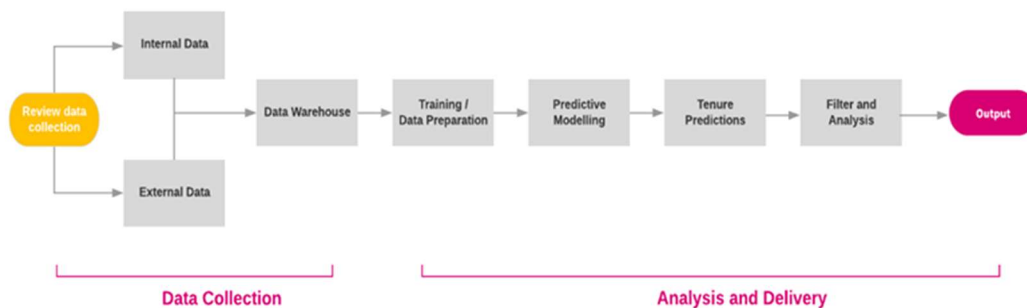 Internal Data
Review data
collection
Data Warehouse
Training /
Data Preparation
Predictive
Modelling
Tenure
Predictions
Filter and
Analysis
Output
External Data
Data Collection
Analysis and Delivery